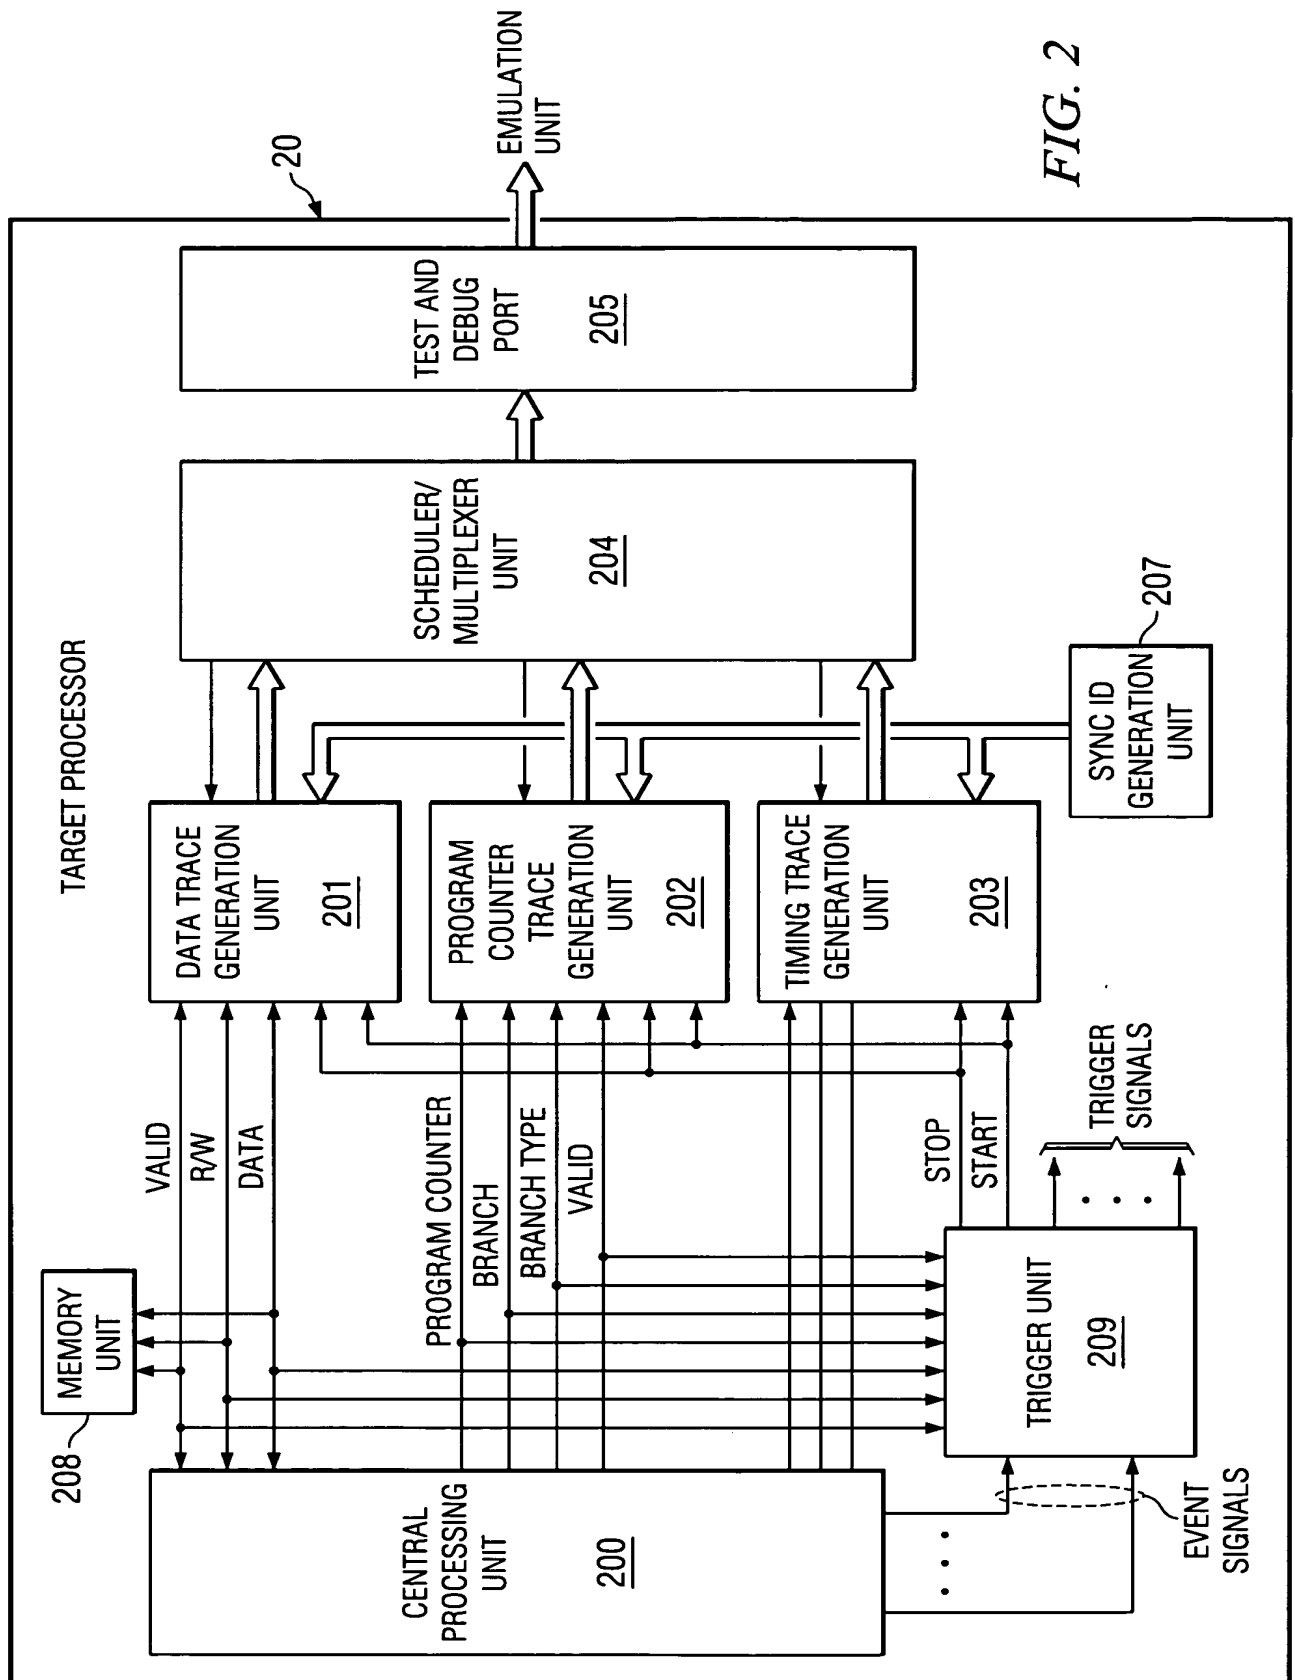 TARGET PROCESSOR
20
208
MEMORY
UNIT
CENTRAL
PROCESSING
UNIT
200
VALID
R/W
DATA
PROGRAM COUNTER
BRANCH
BRANCH TYPE
VALID
DATA TRACE
GENERATION
UNIT
201
PROGRAM
COUNTER
TRACE
GENERATION
UNIT
202
TIMING TRACE
GENERATION
UNIT
203
SCHEDULER/
MULTIPLEXER
UNIT
204
TEST AND
DEBUG
PORT
205
EMULATION
UNIT
STOP
START
TRIGGER UNIT
209
TRIGGER
SIGNALS
EVENT
SIGNALS
SYNC ID
GENERATION
UNIT
207
FIG. 2